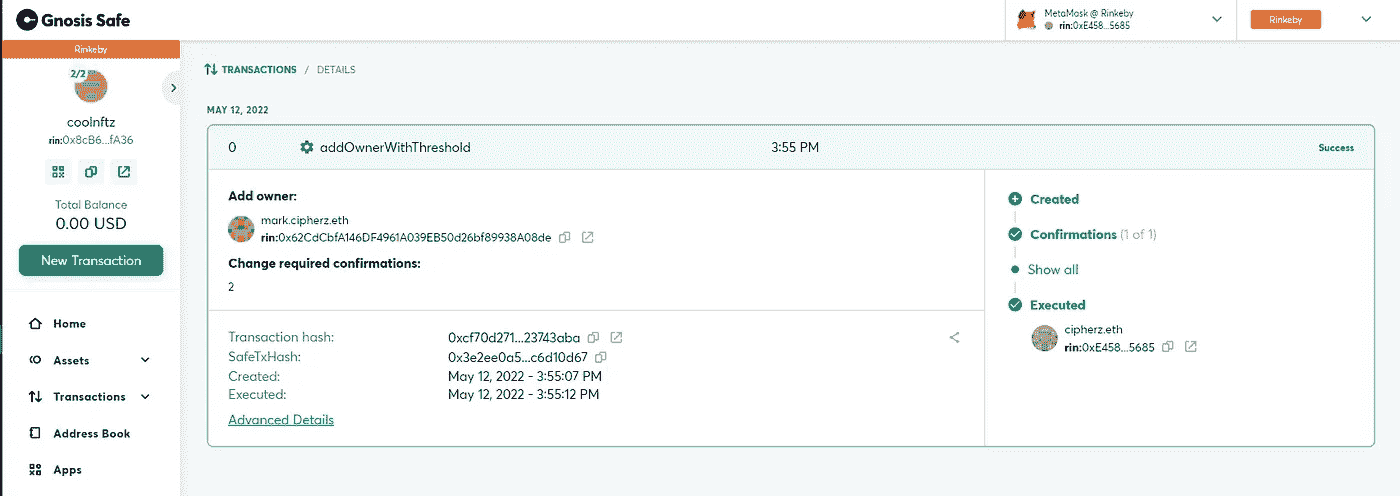 Gnosis Safe
MetaMask @ Rinkeby
rin:0xE458...5685
Rinkeby
Rinkeby
2/2
coolnftz
rin:0x8cB6...fA36
Total Balance
0.00 USD
New Transaction
Home
Assets
Transactions
Address Book
Apps
TRANSACTIONS / DETAILS
MAY 12, 2022
0 addOwnerWithThreshold 3:55 PM Success
Add owner:
mark.cipherz.eth
rin:0x62CdCbfA146DF4961A039EB50d26bf89938A08de
Change required confirmations:
2
Transaction hash: 0xcf70d271...23743aba
SafeTxHash: 0x3e2ee0a5...c6d10d67
Created: May 12, 2022 - 3:55:07 PM
Executed: May 12, 2022 - 3:55:12 PM
Advanced Details
Created
Confirmations (1 of 1)
Show all
Executed
cipherz.eth
rin:0xE458...5685